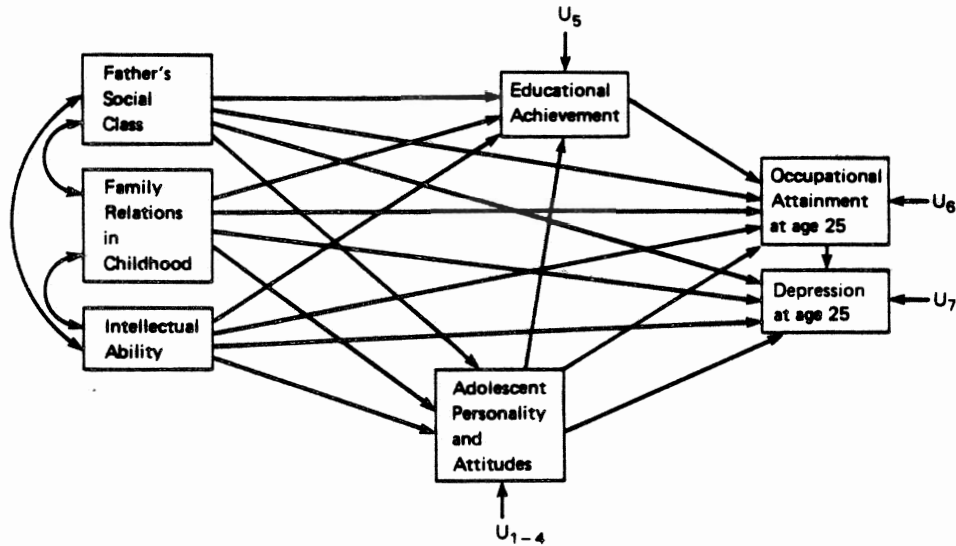 U5
Father's
Social
Class
Educational
Achievement
Family
Relations
in
Childhood
Occupational
Attainment
at age 25
U6
Depression
at age 25
U7
Intellectual
Ability
Adolescent
Personality
and
Attitudes
U1-4